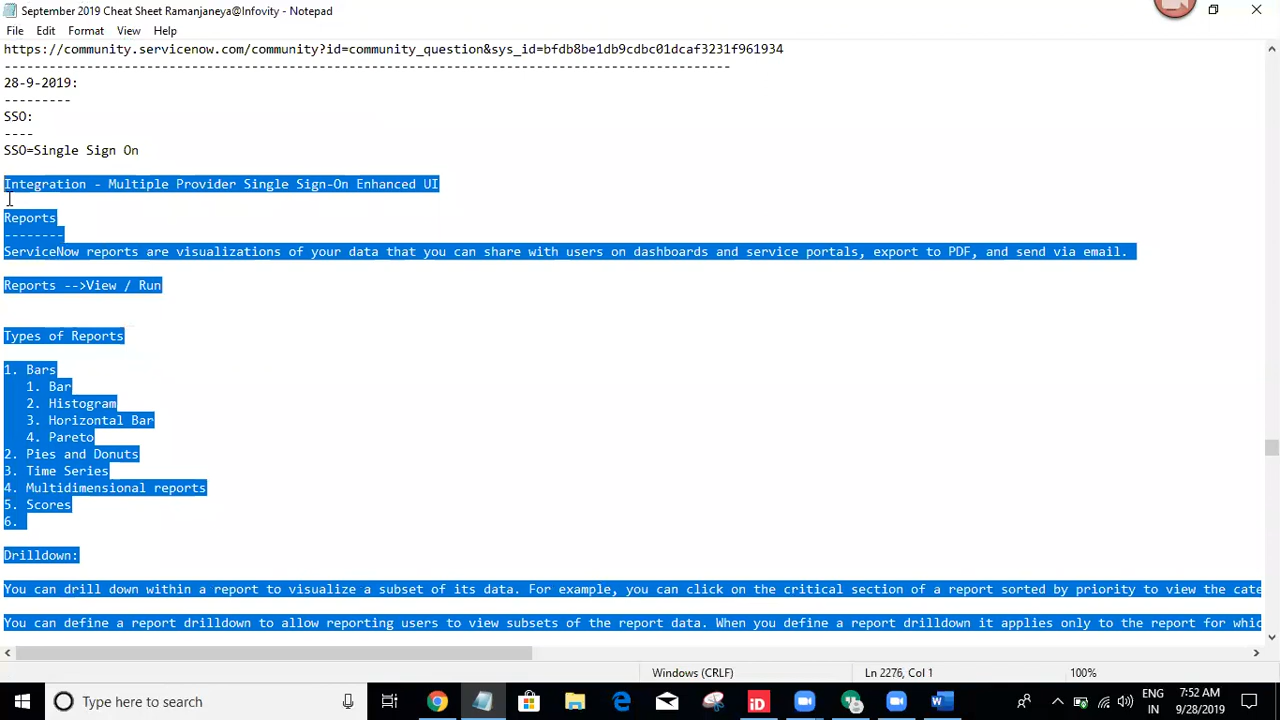 September 2019 Cheat Sheet Ramanjaneya@Infovity - Notepad
File Edit Format View Help
https://community.servicenow.com/community?id=community_question&sys_id=bfdb8be1db9cdbc01dcaf3231f961934
-------------------------------------------------------------------------------------------------
28-9-2019:
---------
SSO:
----
SSO=Single Sign On
Integration - Multiple Provider Single Sign-On Enhanced UI
Reports
--------
ServiceNow reports are visualizations of your data that you can share with users on dashboards and service portals, export to PDF, and send via email.
Reports -->View / Run
Types of Reports
1. Bars
1. Bar
2. Histogram
3. Horizontal Bar
4. Pareto
2. Pies and Donuts
3. Time Series
4. Multidimensional reports
5. Scores
6.
Drilldown:
You can drill down within a report to visualize a subset of its data. For example, you can click on the critical section of a report sorted by priority to view the cate
You can define a report drilldown to allow reporting users to view subsets of the report data. When you define a report drilldown it applies only to the report for whic
Windows (CRLF) Ln 2276, Col 1 100%
Type here to search
ENG
IN
7:52 AM
9/28/2019